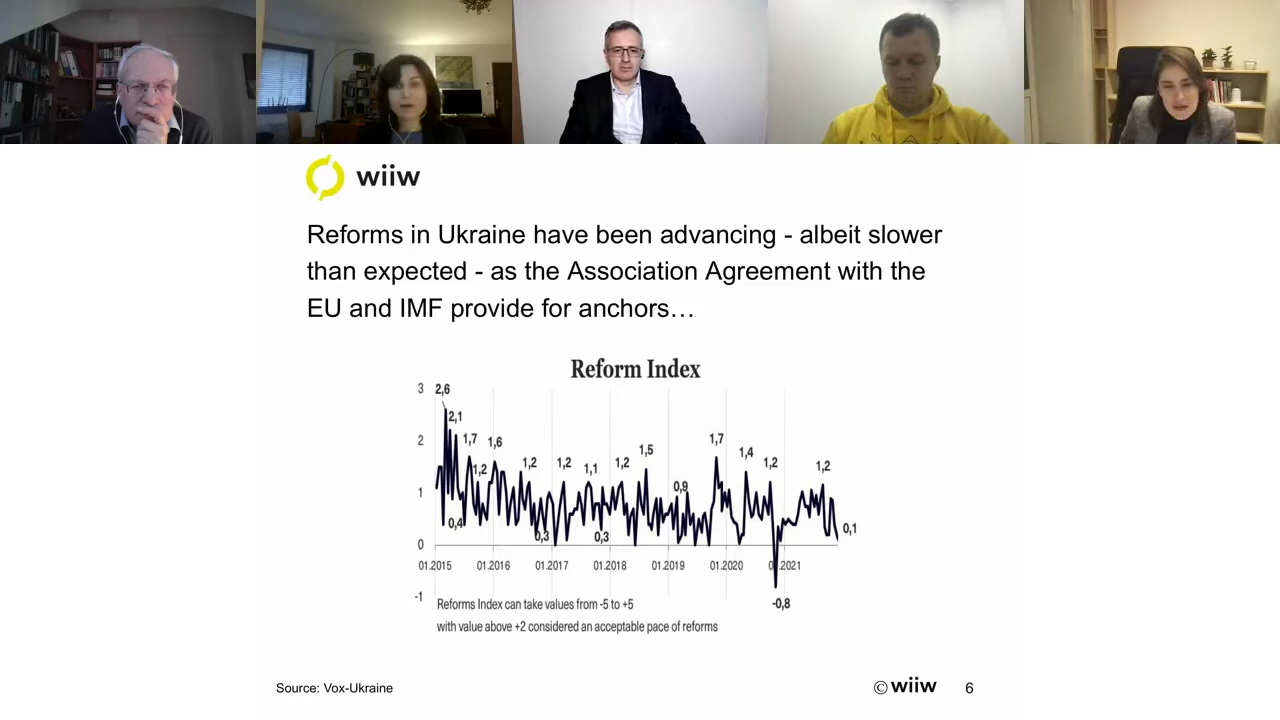 wiiw
Reforms in Ukraine have been advancing - albeit slower
than expected - as the Association Agreement with the
EU and IMF provide for anchors…
Reform Index
3
2,6
2,1
1,7
1,6
1,2
0,4
1,2
0,3
1,2
1,1
0,3
1,2
1,5
0,9
1,7
1,4
1,2
-0,8
1,2
0,1
2
1
0
-1
01.2015 01.2016 01.2017 01.2018 01.2019 01.2020 01.2021
Reforms Index can take values from -5 to +5
with value above +2 considered an acceptable pace of reforms
Source: Vox-Ukraine
© wiiw 6